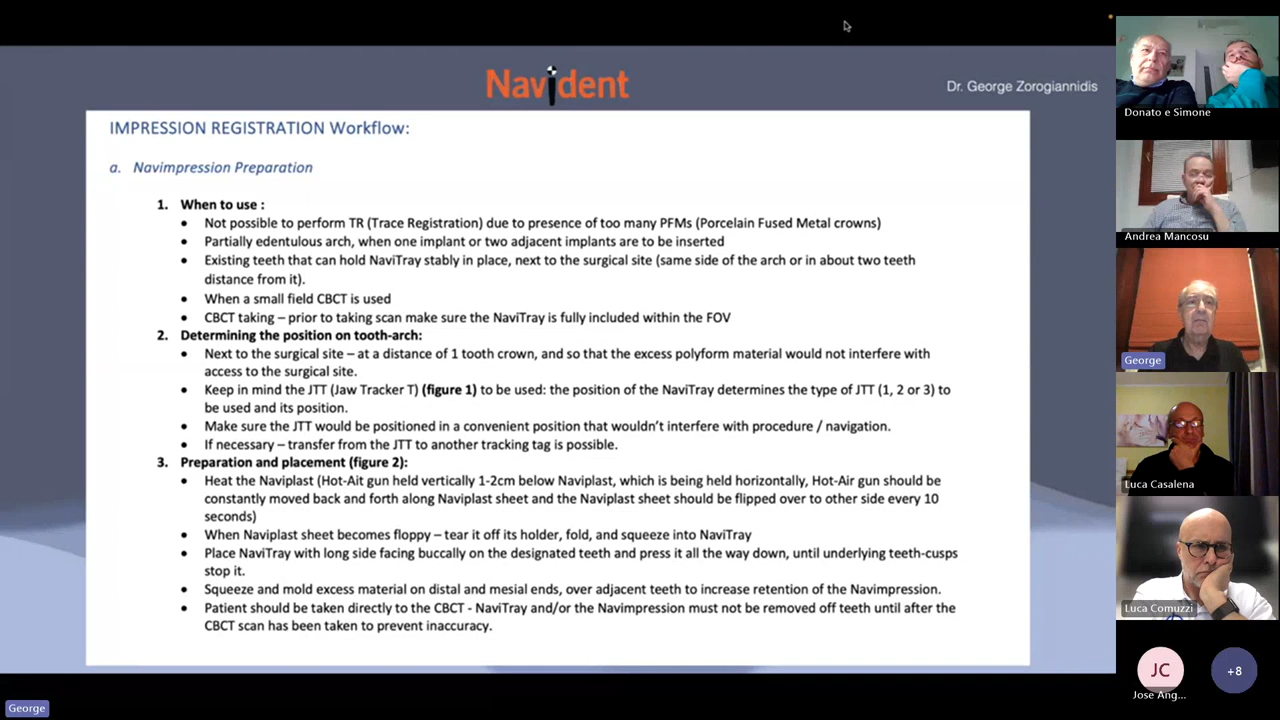 Navident
Dr. George Zorogiannidis
IMPRESSION REGISTRATION Workflow:
a. Navimpression Preparation
1. When to use :
• Not possible to perform TR (Trace Registration) due to presence of too many PFMs (Porcelain Fused Metal crowns)
• Partially edentulous arch, when one implant or two adjacent implants are to be inserted
• Existing teeth that can hold NaviTray stably in place, next to the surgical site (same side of the arch or in about two teeth
distance from it).
• When a small field CBCT is used
• CBCT taking – prior to taking scan make sure the NaviTray is fully included within the FOV
2. Determining the position on tooth-arch:
• Next to the surgical site – at a distance of 1 tooth crown, and so that the excess polyform material would not interfere with
access to the surgical site.
• Keep in mind the JTT (Jaw Tracker T) (figure 1) to be used: the position of the NaviTray determines the type of JTT (1, 2 or 3) to
be used and its position.
• Make sure the JTT would be positioned in a convenient position that wouldn't interfere with procedure / navigation.
• If necessary – transfer from the JTT to another tracking tag is possible.
3. Preparation and placement (figure 2):
• Heat the Naviplast (Hot-Ait gun held vertically 1-2cm below Naviplast, which is being held horizontally, Hot-Air gun should be
constantly moved back and forth along Naviplast sheet and the Naviplast sheet should be flipped over to other side every 10
seconds)
• When Naviplast sheet becomes floppy – tear it off its holder, fold, and squeeze into NaviTray
• Place NaviTray with long side facing buccally on the designated teeth and press it all the way down, until underlying teeth-cusps
stop it.
• Squeeze and mold excess material on distal and mesial ends, over adjacent teeth to increase retention of the Navimpression.
• Patient should be taken directly to the CBCT - NaviTray and/or the Navimpression must not be removed off teeth until after the
CBCT scan has been taken to prevent inaccuracy.
George
Donato e Simone
Andrea Mancosu
George
Luca Casalena
Luca Comuzzi
JC
+8
Jose Ang...